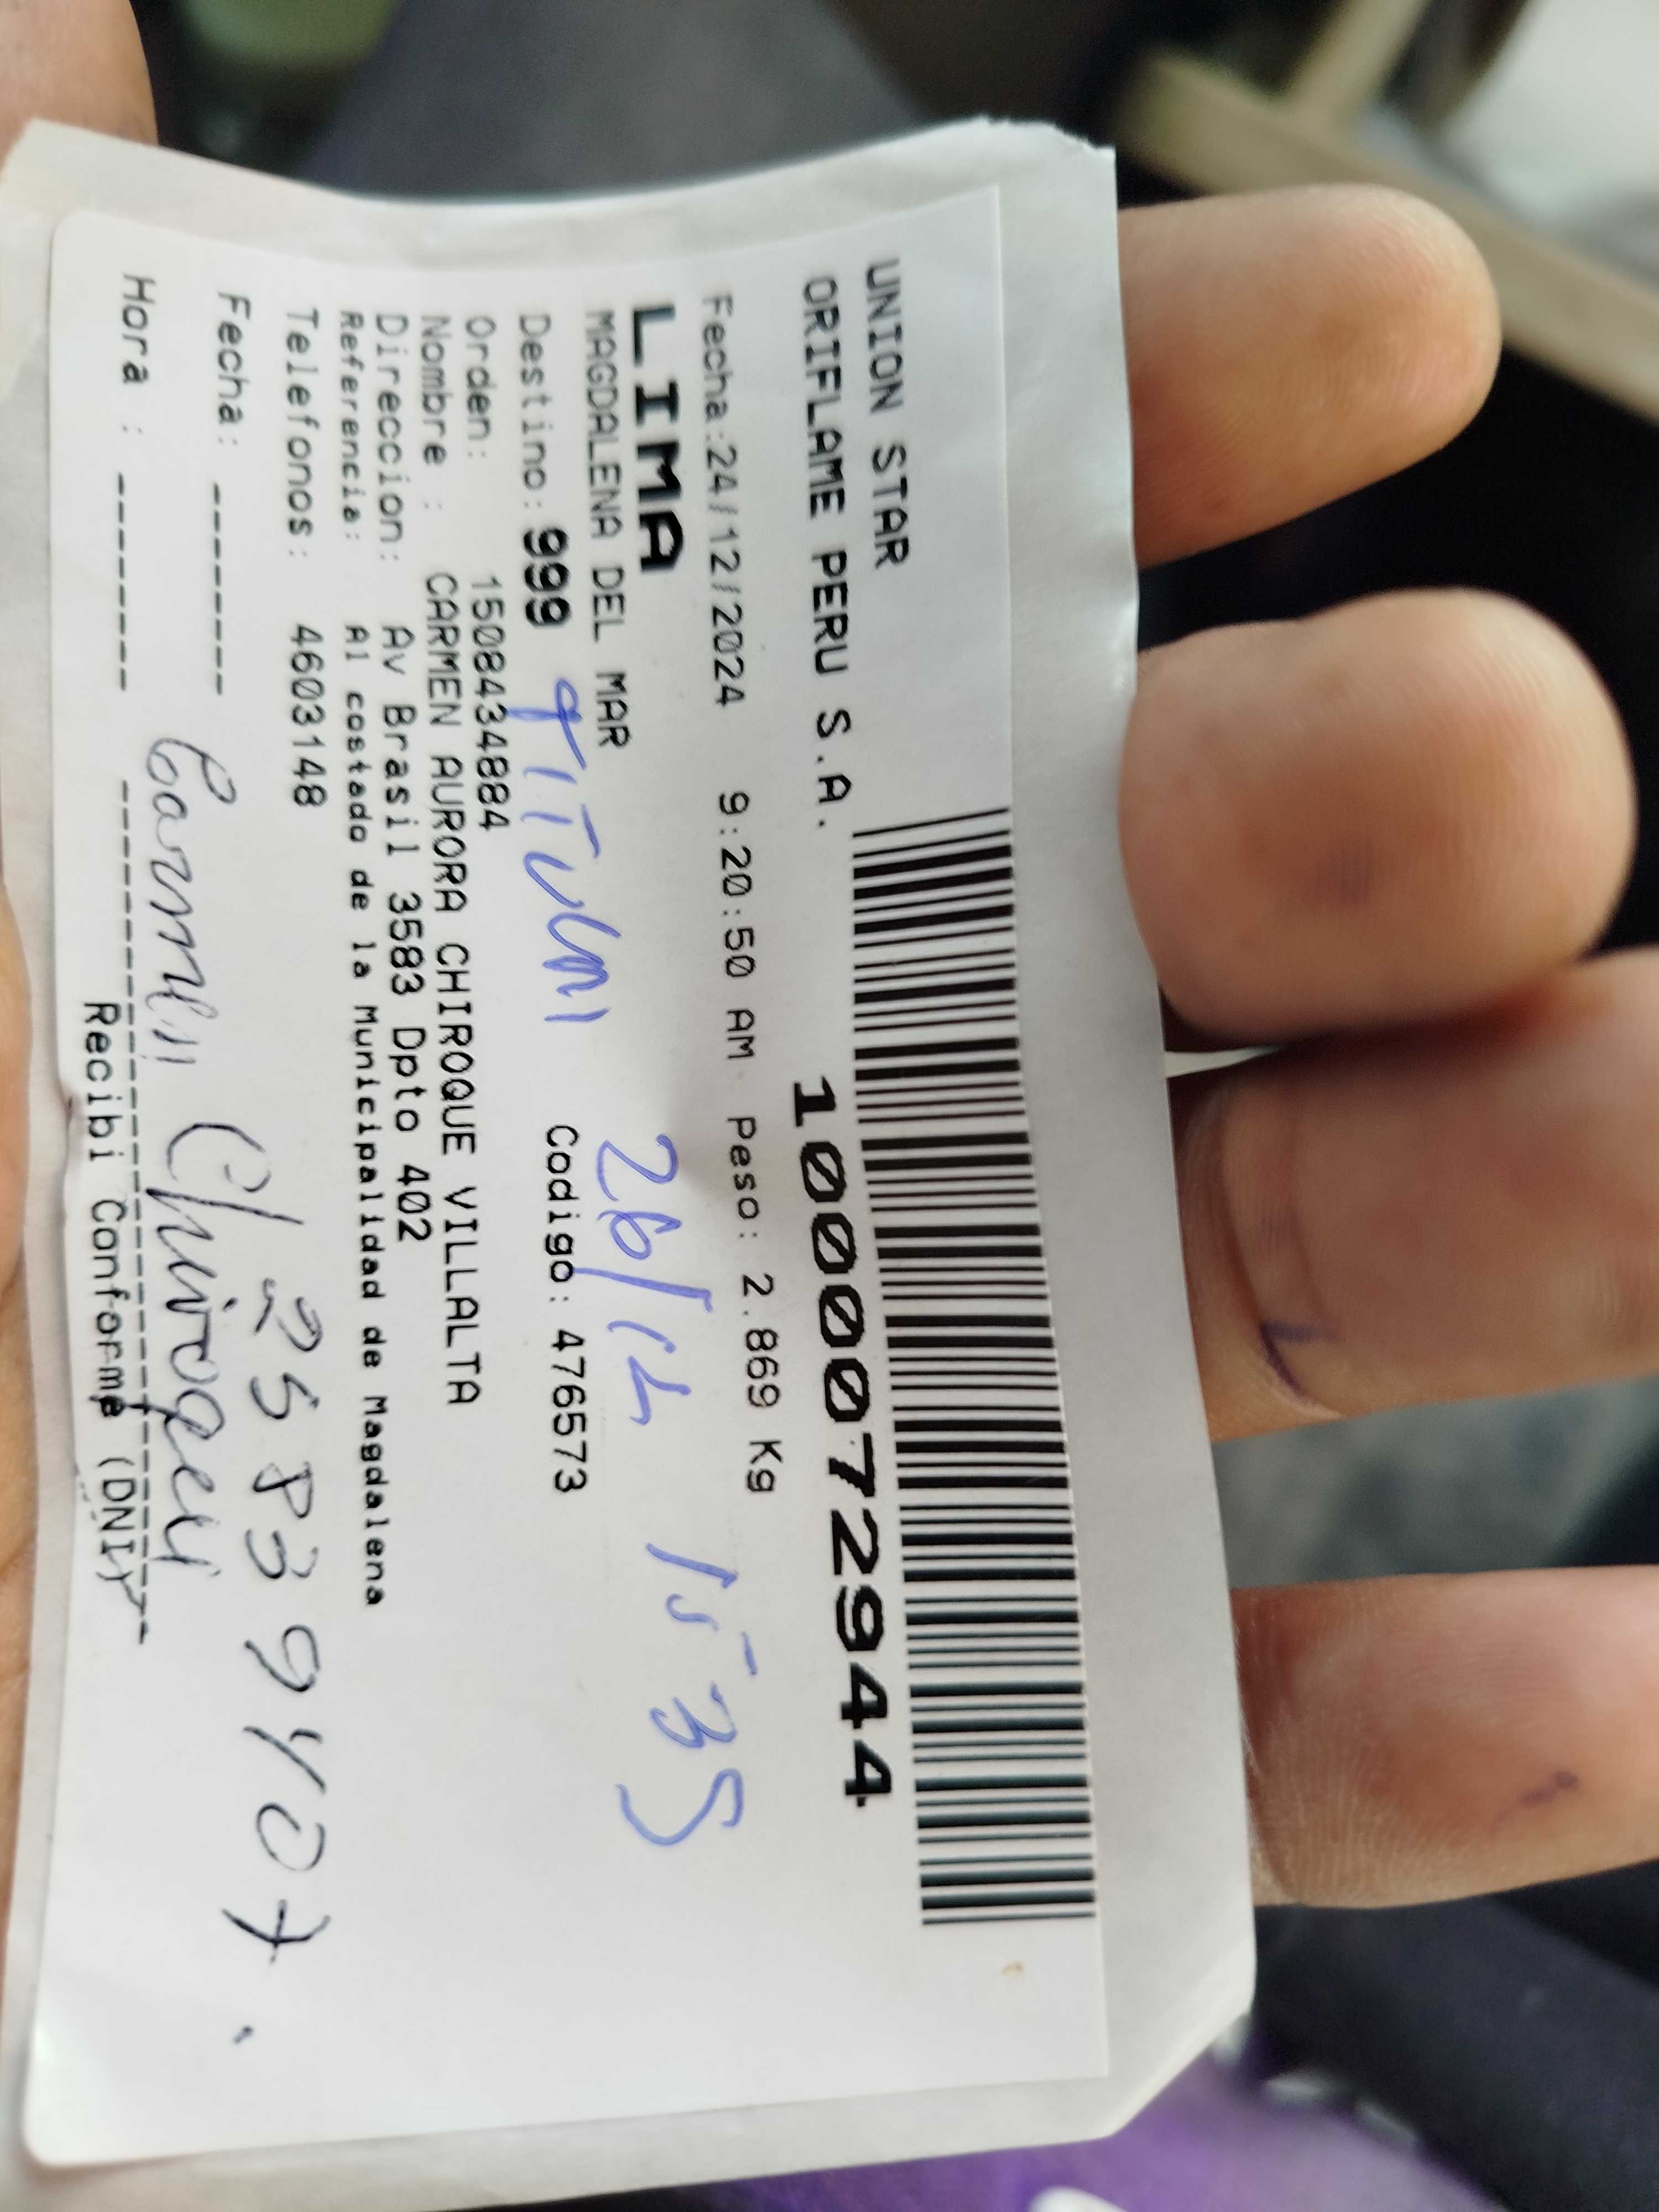 UNION STAR
ORIFLAME PERU S.A.
1000072944
Fecha:24/12/2024 9:20:50 AM Peso: 2.869 Kg
LIMA
MAGDALENA DEL MAR
26/12 15-35
Destino: 999 TITULAR Codigo: 476573
Orden: 1508434884
Nombre : CARMEN AURORA CHIROQUE VILLALTA
Direccion: Av Brasil 3583 Dpto 402
Referencia: Al costado de la Municipalidad de Magdalena
Telefonos: 4603148
Fecha: ------- 25839407.
Carmen Chiroque
Hora : -------
Recibi Conforme (DNI)